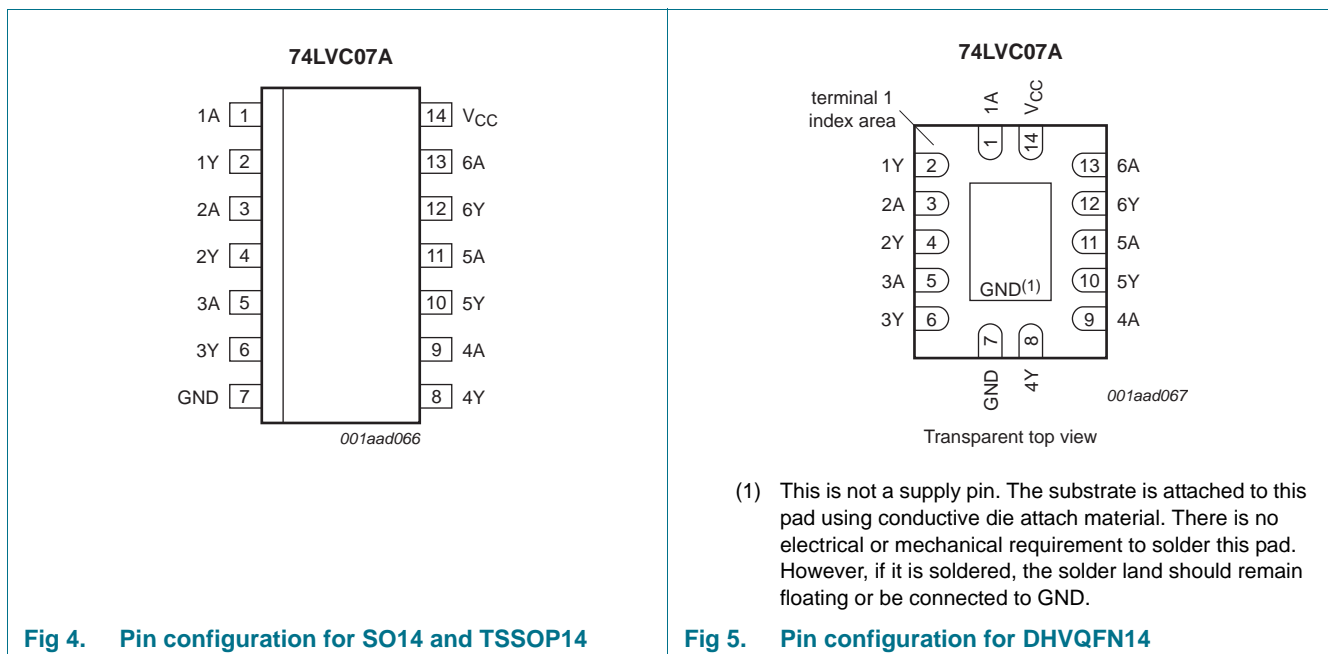 74LVC07A
1A 1
14 VCC
1Y 2
13 6A
2A 3
12 6Y
2Y 4
11 5A
3A 5
10 5Y
3Y 6
9 4A
GND 7
8 4Y
001aad066
Fig 4. Pin configuration for SO14 and TSSOP14
74LVC07A
terminal 1
index area
1A
VCC
1
14
1Y 2
13 6A
2A 3
12 6Y
2Y 4
11 5A
3A 5
10 5Y
GND(1)
3Y 6
9 4A
7
8
GND
4Y
001aad067
Transparent top view
(1) This is not a supply pin. The substrate is attached to this
pad using conductive die attach material. There is no
electrical or mechanical requirement to solder this pad.
However, if it is soldered, the solder land should remain
floating or be connected to GND.
Fig 5. Pin configuration for DHVQFN14